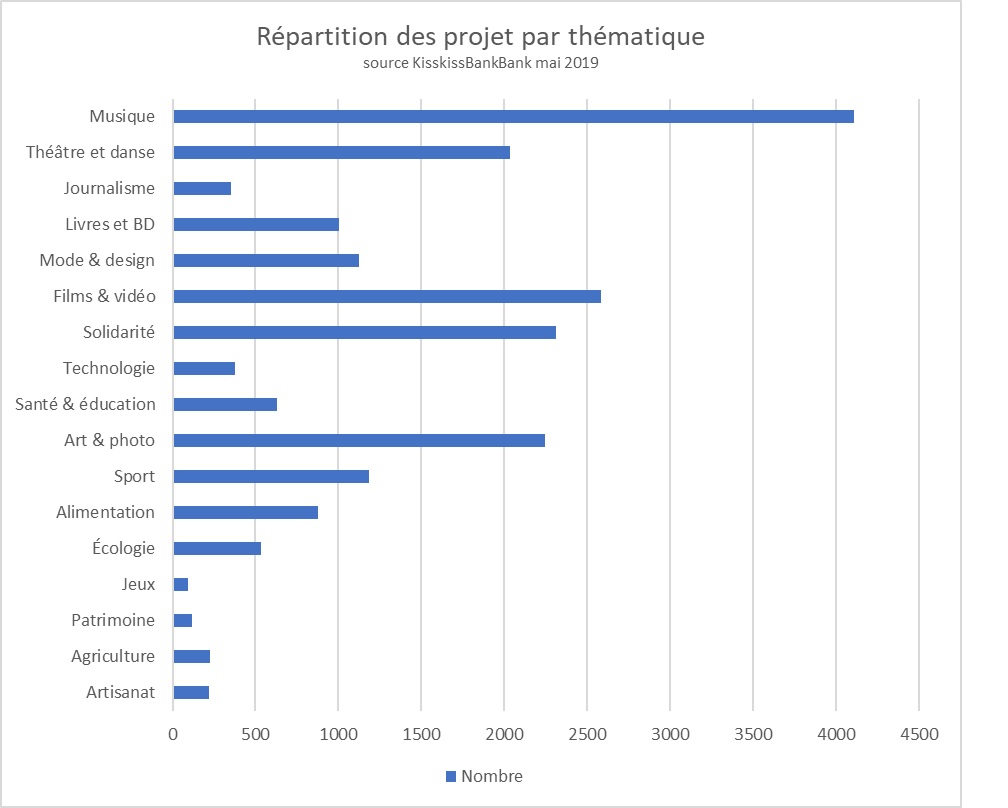 Répartition des projet par thématique
source KisskissBankBank mai 2019
Musique
Théâtre et danse
Journalisme
Livres et BD
Mode & design
Films & vidéo
Solidarité
Technologie
Santé & éducation
Art & photo
Sport
Alimentation
Écologie
Jeux
Patrimoine
Agriculture
Artisanat
0 500 1000 1500 2000 2500 3000 3500 4000 4500
Nombre